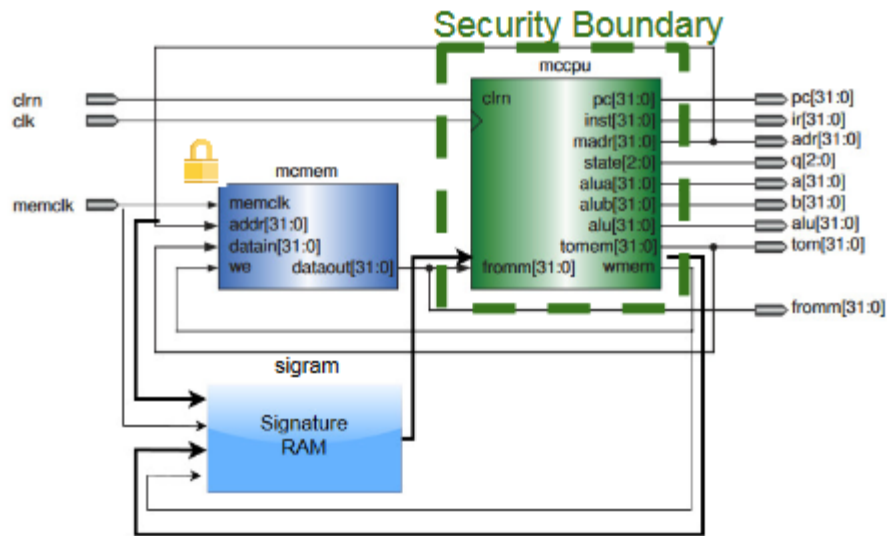 Security Boundary
mccpu
clrn
clk
memclk
mcmem
memclk
addr[31:0]
datain[31:0]
we
dataout[31:0]
clrn
fromm[31:0]
pc[31:0]
inst[31:0]
madr[31:0]
state[2:0]
alua[31:0]
alub[31:0]
alu[31:0]
tomem[31:0]
wmem
pc[31:0]
ir[31:0]
adr[31:0]
q[2:0]
a[31:0]
b[31:0]
alu[31:0]
tom[31:0]
fromm[31:0]
sigram
Signature
RAM